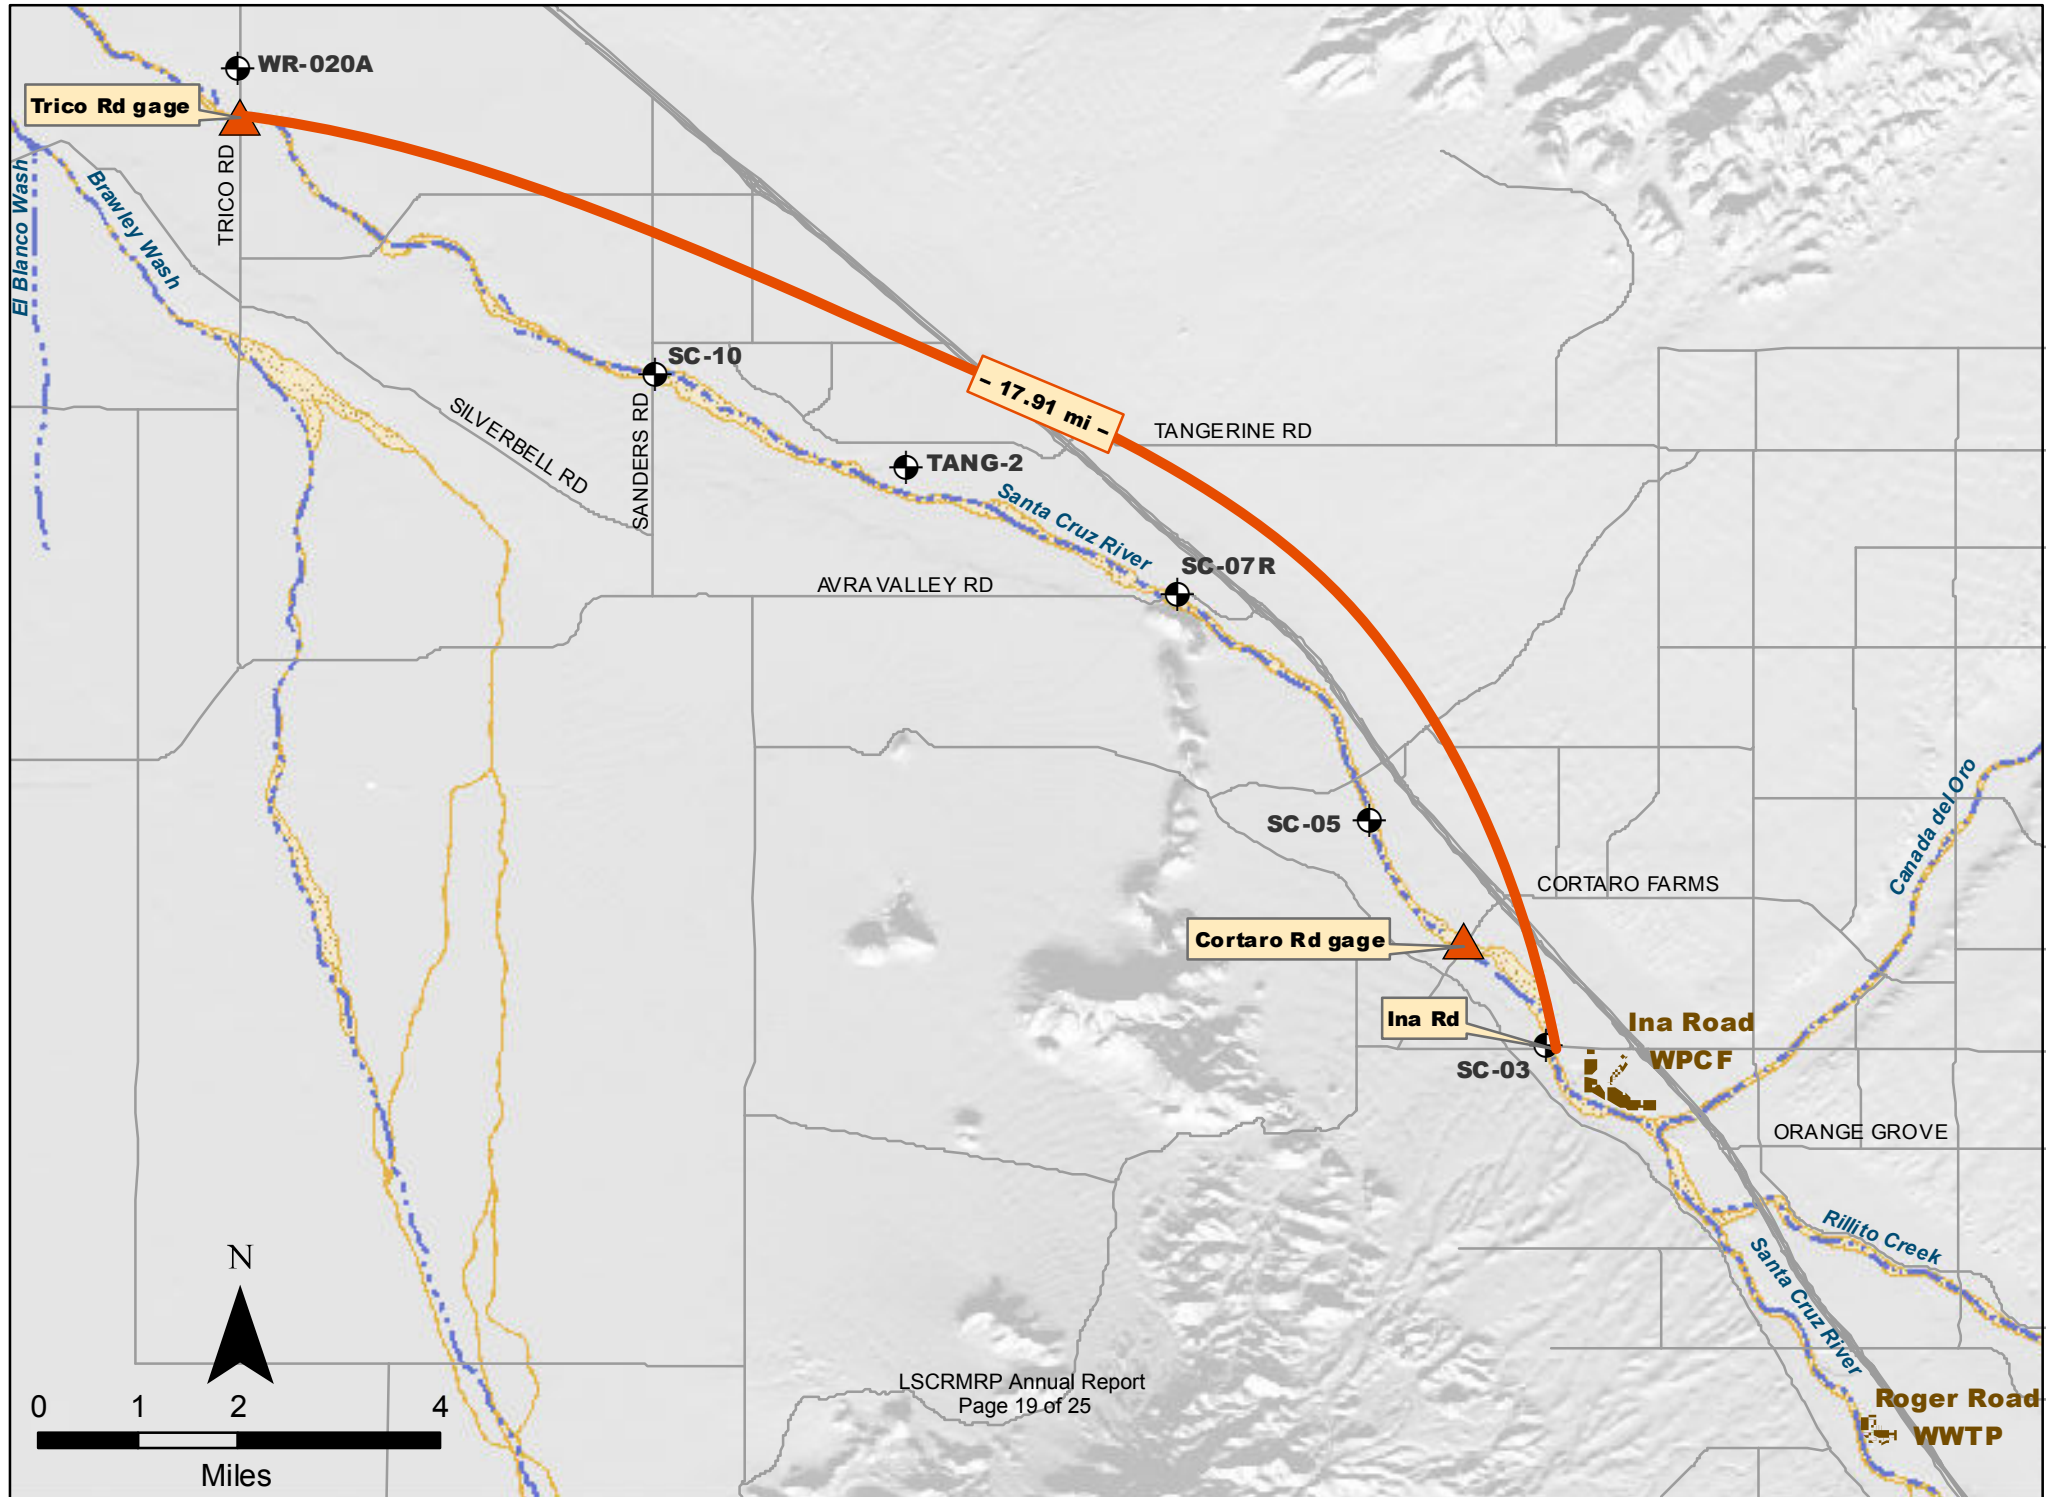 WR-020A
Trico Rd gage
TRICO RD
El Blanco Wash
Brawley Wash
SC-10
SILVERBELL RD
SANDERS RD
- 17.91 mi -
TANGERINE RD
TANG-2
Santa Cruz River
SC-07R
AVRA VALLEY RD
SC-05
Canada del Oro
CORTARO FARMS
Cortaro Rd gage
Ina Rd
SC-03
Ina Road
WPCF
ORANGE GROVE
Rillito Creek
Santa Cruz River
Roger Road
WWTP
N
0 1 2 4
Miles
LSCRMRP Annual Report
Page 19 of 25